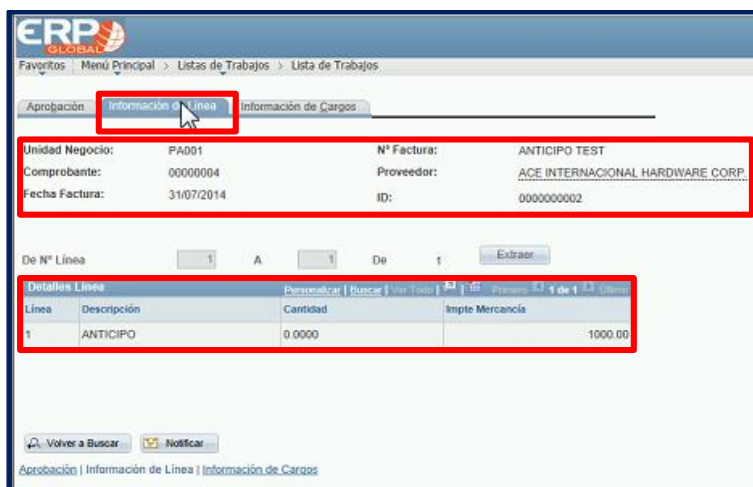 ERP
GLOBAL
Favoritos Menú Principal > Listas de Trabajos > Lista de Trabajos
Aprobación Información de Línea Información de Cargos
Unidad Negocio: PA001 Nº Factura: ANTICIPO TEST
Comprobante: 00000004 Proveedor: ACE INTERNACIONAL HARDWARE CORP.
Fecha Factura: 31/07/2014 ID: 0000000002
De Nº Línea 1 A 1 De 1 Extraer
Detalles Línea Personalizar | Buscar | Ver Todo | Primero 1 de 1 Último
Línea Descripción Cantidad Impte Mercancía
1 ANTICIPO 0.0000 1000.00
Volver a Buscar Notificar
Aprobación | Información de Línea | Información de Cargos